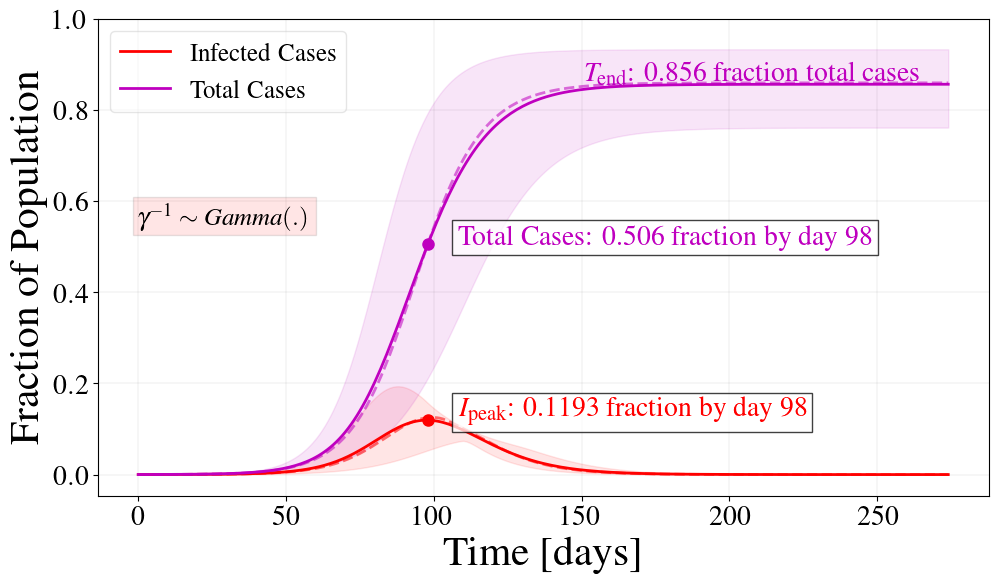 Infected Cases
Total Cases
T_end: 0.856 fraction total cases
γ⁻¹ ∼ Gamma(.)
Total Cases: 0.506 fraction by day 98
I_peak: 0.1193 fraction by day 98
Fraction of Population
1.0
0.8
0.6
0.4
0.2
0.0
0 50 100 150 200 250
Time [days]